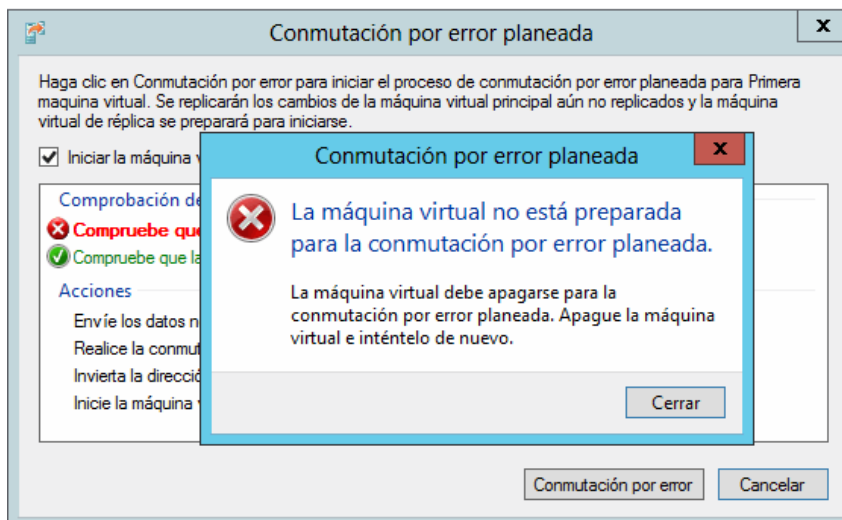 Conmutación por error planeada
x
Haga clic en Conmutación por error para iniciar el proceso de conmutación por error planeada para Primera
maquina virtual. Se replicarán los cambios de la máquina virtual principal aún no replicados y la máquina
virtual de réplica se preparará para iniciarse.
Iniciar la máquina
Comprobación de
Compruebe que
Compruebe que la
Acciones
Envíe los datos
Realice la
Invierta la
Inicie la máquina
Conmutación por error planeada
x
La máquina virtual no está preparada
para la conmutación por error planeada.
La máquina virtual debe apagarse para la
conmutación por error planeada. Apague la máquina
virtual e inténtelo de nuevo.
Cerrar
Conmutación por error
Cancelar